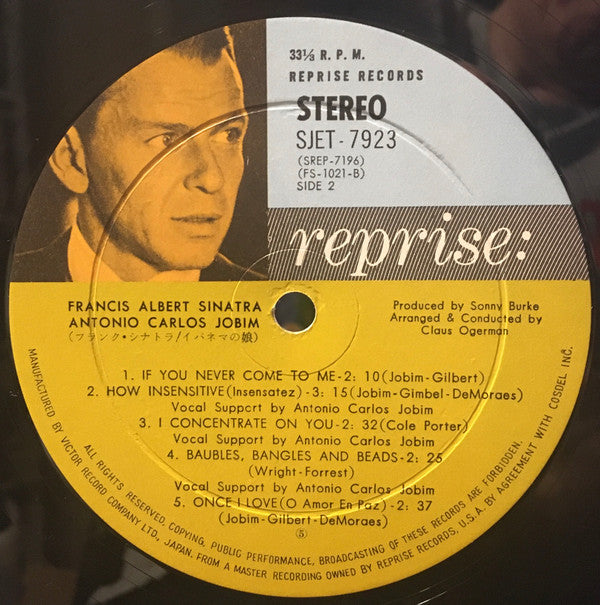 33⅓ R. P. M.
REPRISE RECORDS
STEREO
SJET-7923
(SREP-7196)
(FS-1021-B)
SIDE 2
reprise:
FRANCIS ALBERT SINATRA
ANTONIO CARLOS JOBIM
(フランク・シナトラ/イパネマの娘)
Produced by Sonny Burke
Arranged & Conducted by
Claus Ogerman
1. IF YOU NEVER COME TO ME-2: 10(Jobim-Gilbert)
2. HOW INSENSITIVE(Insensatez)-3: 15(Jobim-Gimbel-DeMoraes)
Vocal Support by Antonio Carlos Jobim
3. I CONCENTRATE ON YOU-2: 32(Cole Porter)
Vocal Support by Antonio Carlos Jobim
4. BAUBLES, BANGLES AND BEADS-2: 25
(Wright-Forrest)
Vocal Support by Antonio Carlos Jobim
5. ONCE I LOVE(O Amor En Paz)-2: 37
(Jobim-Gilbert-DeMoraes)
⑤
ALL RIGHTS RESERVED, COPYING, PUBLIC PERFORMANCE, BROADCASTING OF THESE RECORDS ARE FORBIDDEN.
MANUFACTURED BY VICTOR RECORD COMPANY LTD., JAPAN. FROM A MASTER RECORDING OWNED BY REPRISE RECORDS, U.S.A. BY AGREEMENT WITH COSDEL INC.